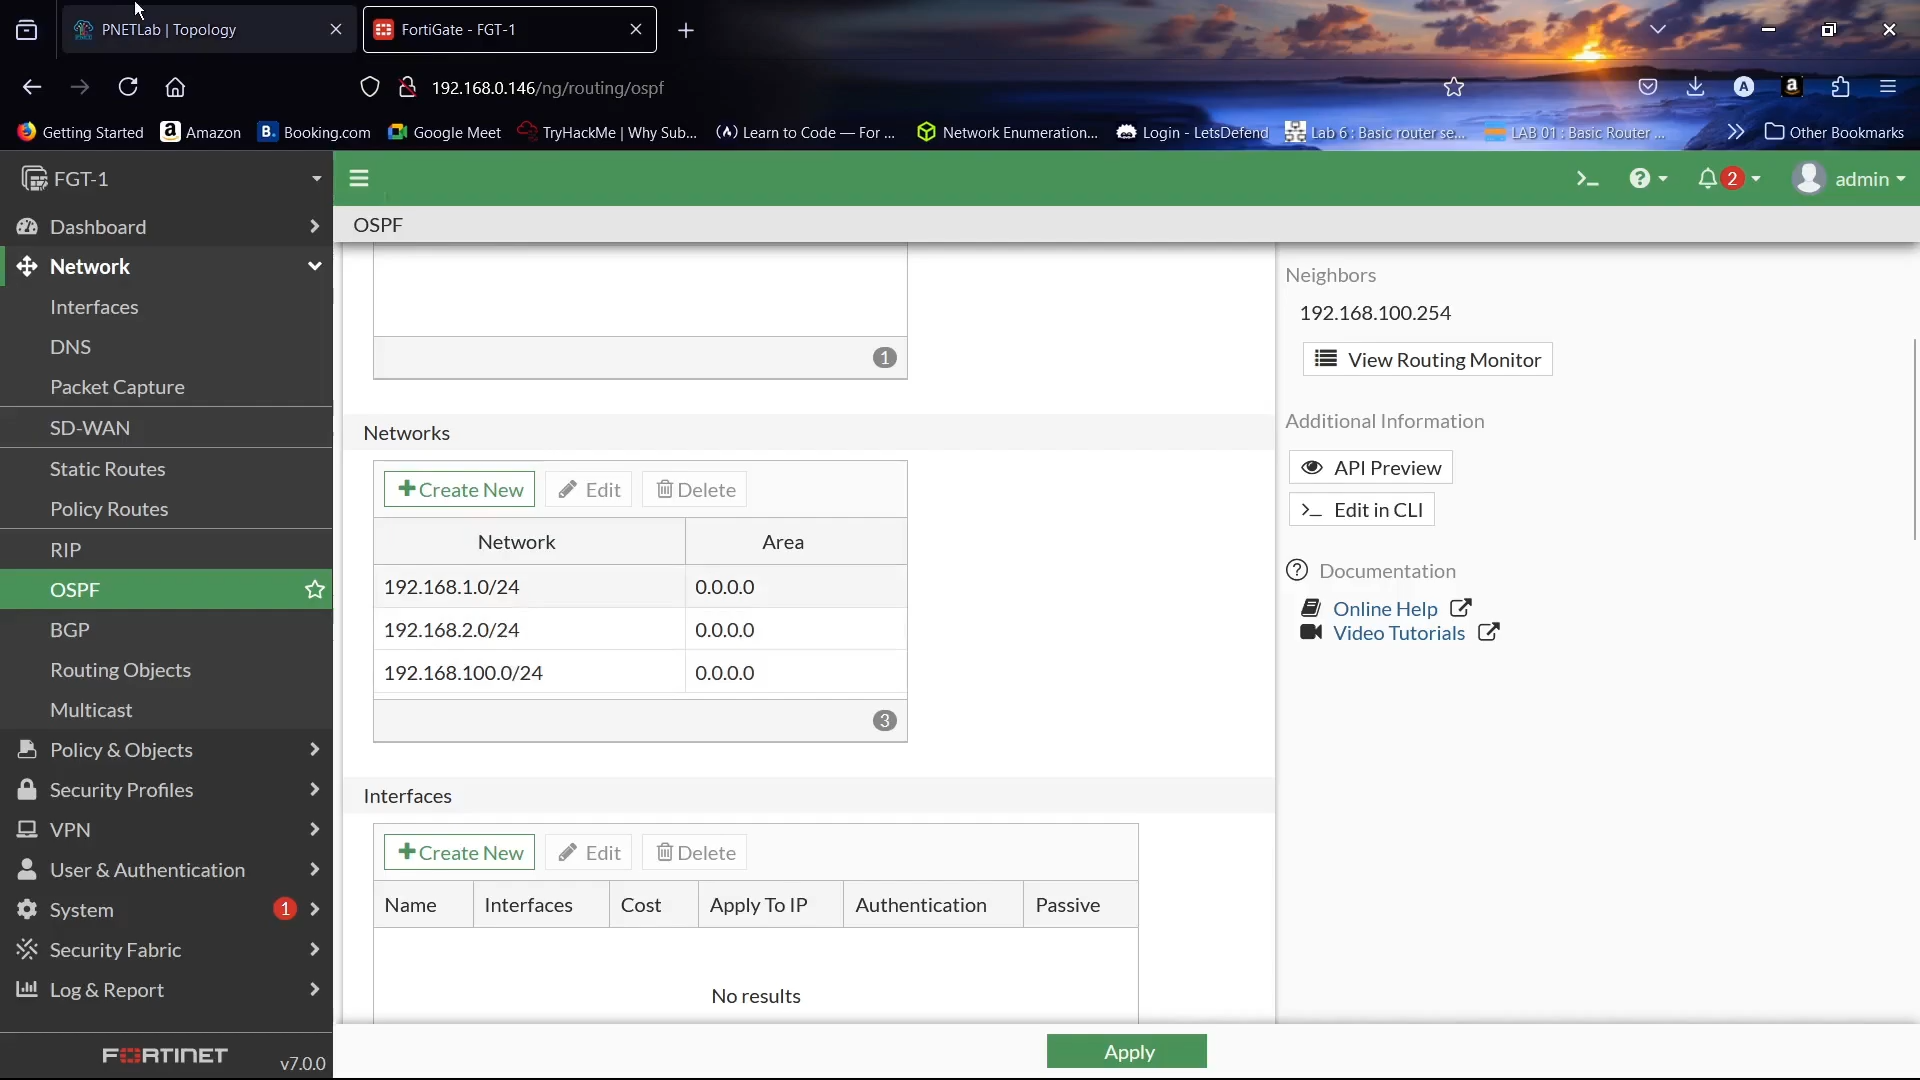 PNETLab | Topology
FortiGate - FGT-1
192.168.0.146/ng/routing/ospf
Getting Started
Amazon
Booking.com
Google Meet
TryHackMe | Why Sub...
Learn to Code — For ...
Network Enumeration...
Login - LetsDefend
Lab 6 : Basic router se...
LAB 01 : Basic Router ...
Other Bookmarks
FGT-1
2
admin
Dashboard
Network
Interfaces
DNS
Packet Capture
SD-WAN
Static Routes
Policy Routes
RIP
OSPF
BGP
Routing Objects
Multicast
Policy & Objects
Security Profiles
VPN
User & Authentication
System 1
Security Fabric
Log & Report
FORTINET v7.0.0
OSPF
1
Networks
Create New Edit Delete
Network Area
192.168.1.0/24 0.0.0.0
192.168.2.0/24 0.0.0.0
192.168.100.0/24 0.0.0.0
3
Interfaces
Create New Edit Delete
Name Interfaces Cost Apply To IP Authentication Passive
No results
Apply
Neighbors
192.168.100.254
View Routing Monitor
Additional Information
API Preview
>_ Edit in CLI
Documentation
Online Help
Video Tutorials